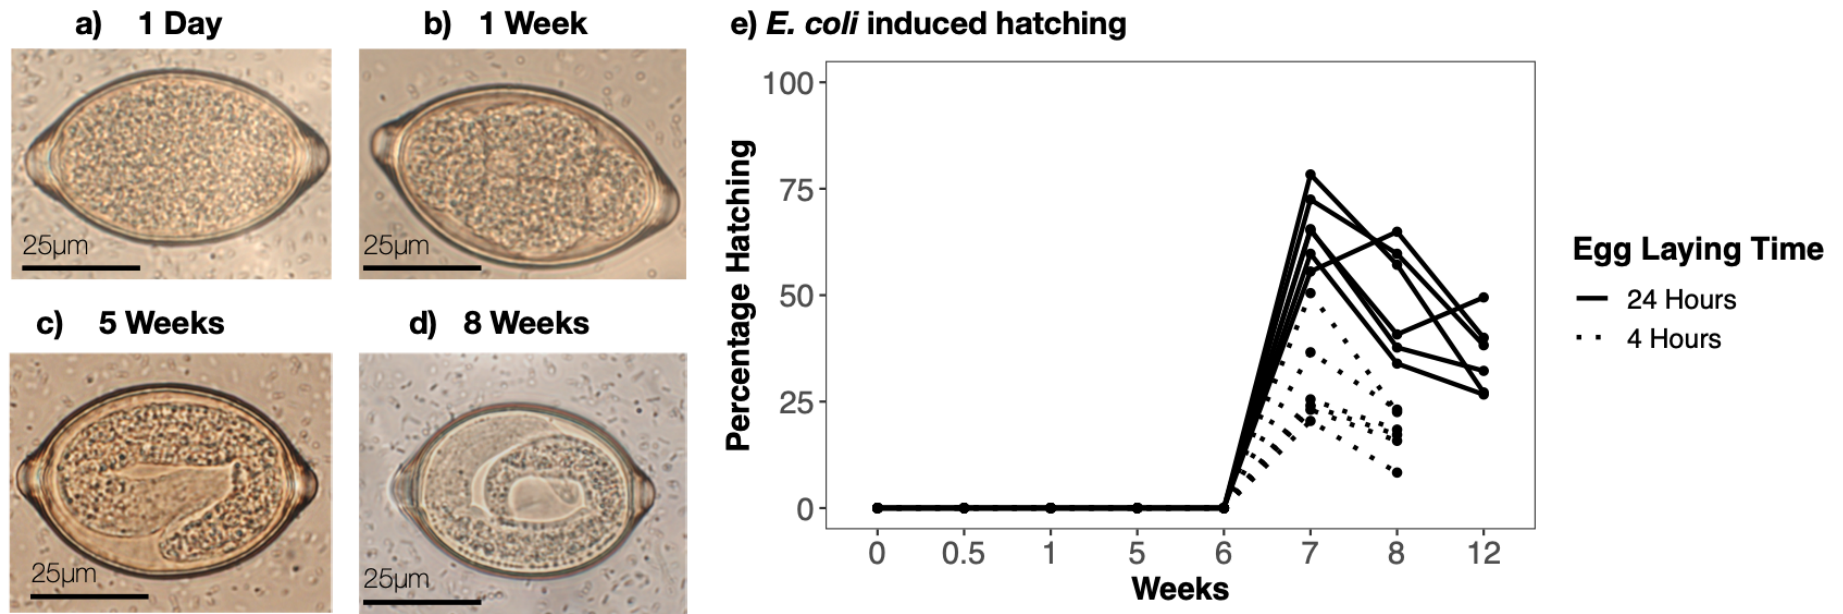 a) 1 Day
25µm
b) 1 Week
25µm
c) 5 Weeks
25µm
d) 8 Weeks
25µm
e) E. coli induced hatching
Percentage Hatching
100
75
50
25
0
0 0.5 1 5 6 7 8 12
Weeks
Egg Laying Time
24 Hours
4 Hours